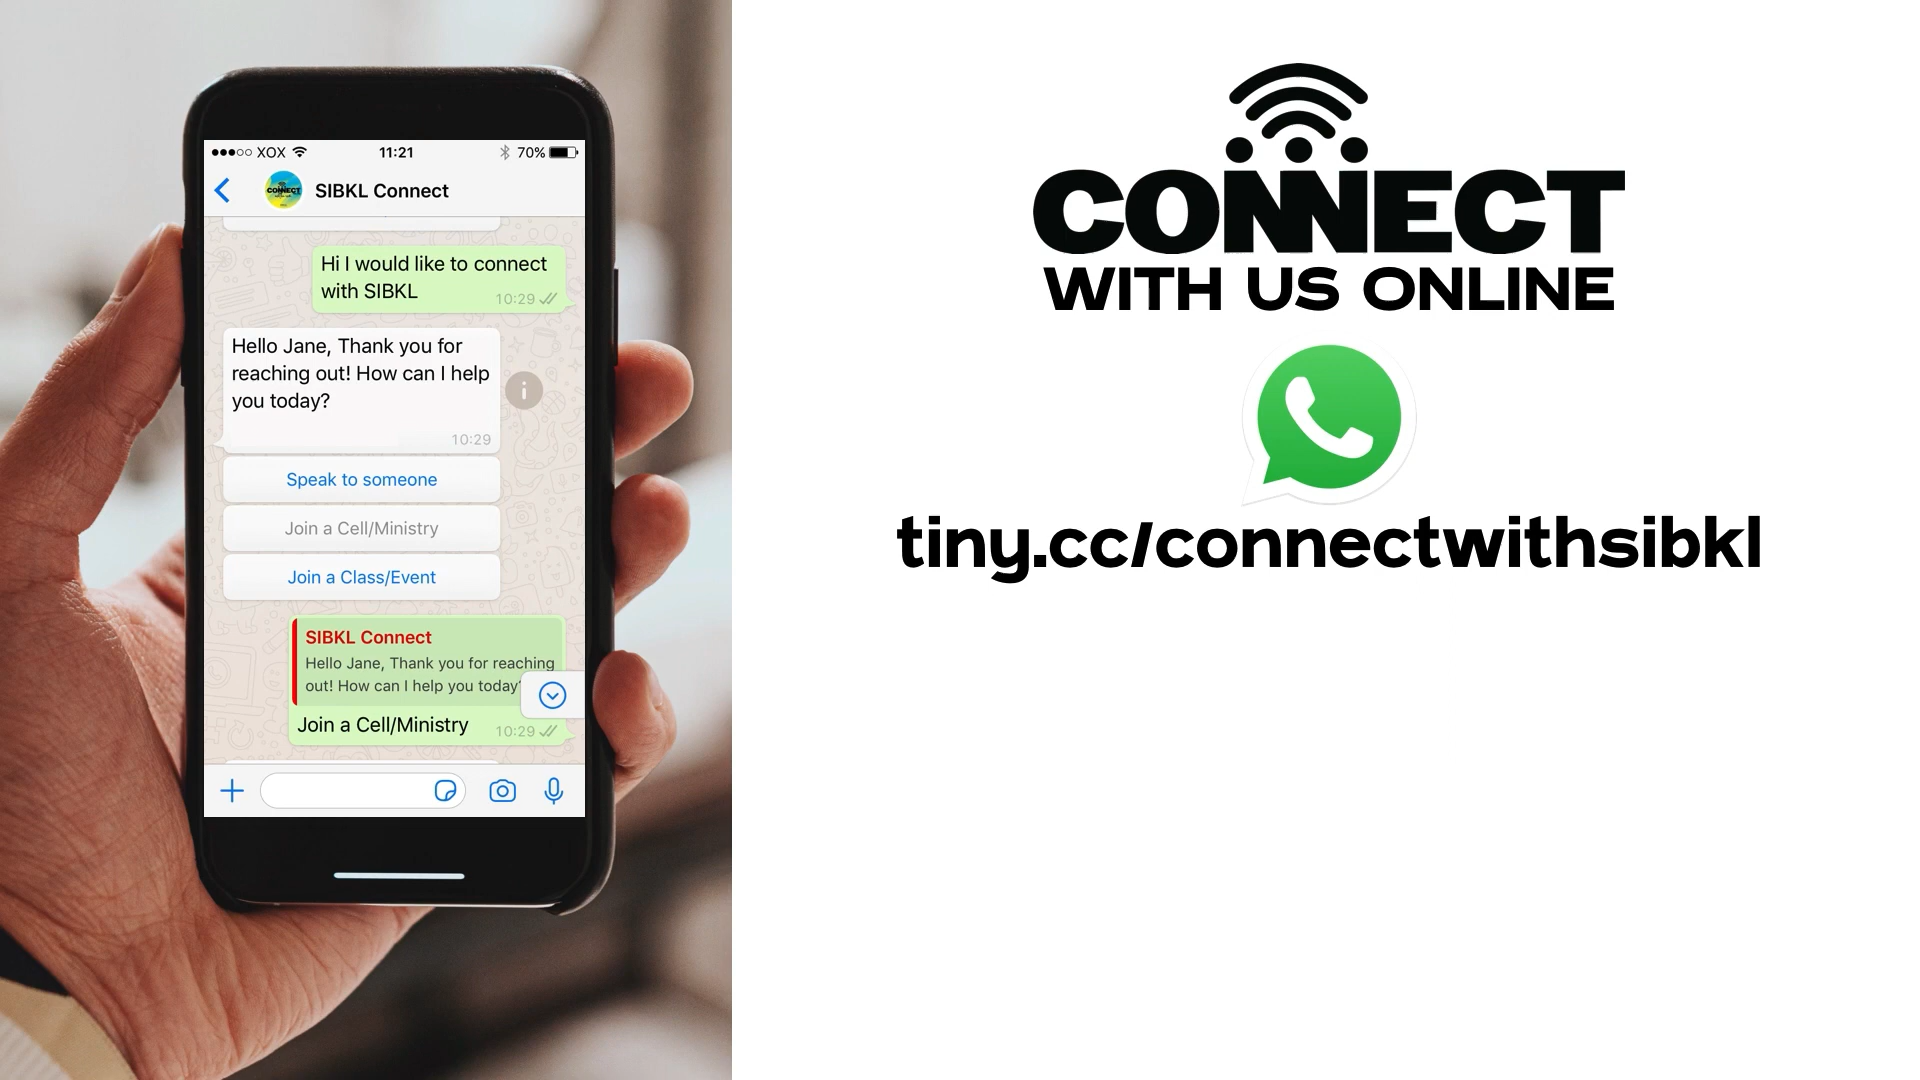 XOX
11:21
70%
CONNECT
SIBKL Connect
Hi I would like to connect
with SIBKL
10:29
Hello Jane, Thank you for
reaching out! How can I help
you today?
10:29
Speak to someone
Join a Cell/Ministry
Join a Class/Event
SIBKL Connect
Hello Jane, Thank you for reaching
out! How can I help you today?
Join a Cell/Ministry
10:29
CONNECT
WITH US ONLINE
tiny.cc/connectwithsibkl